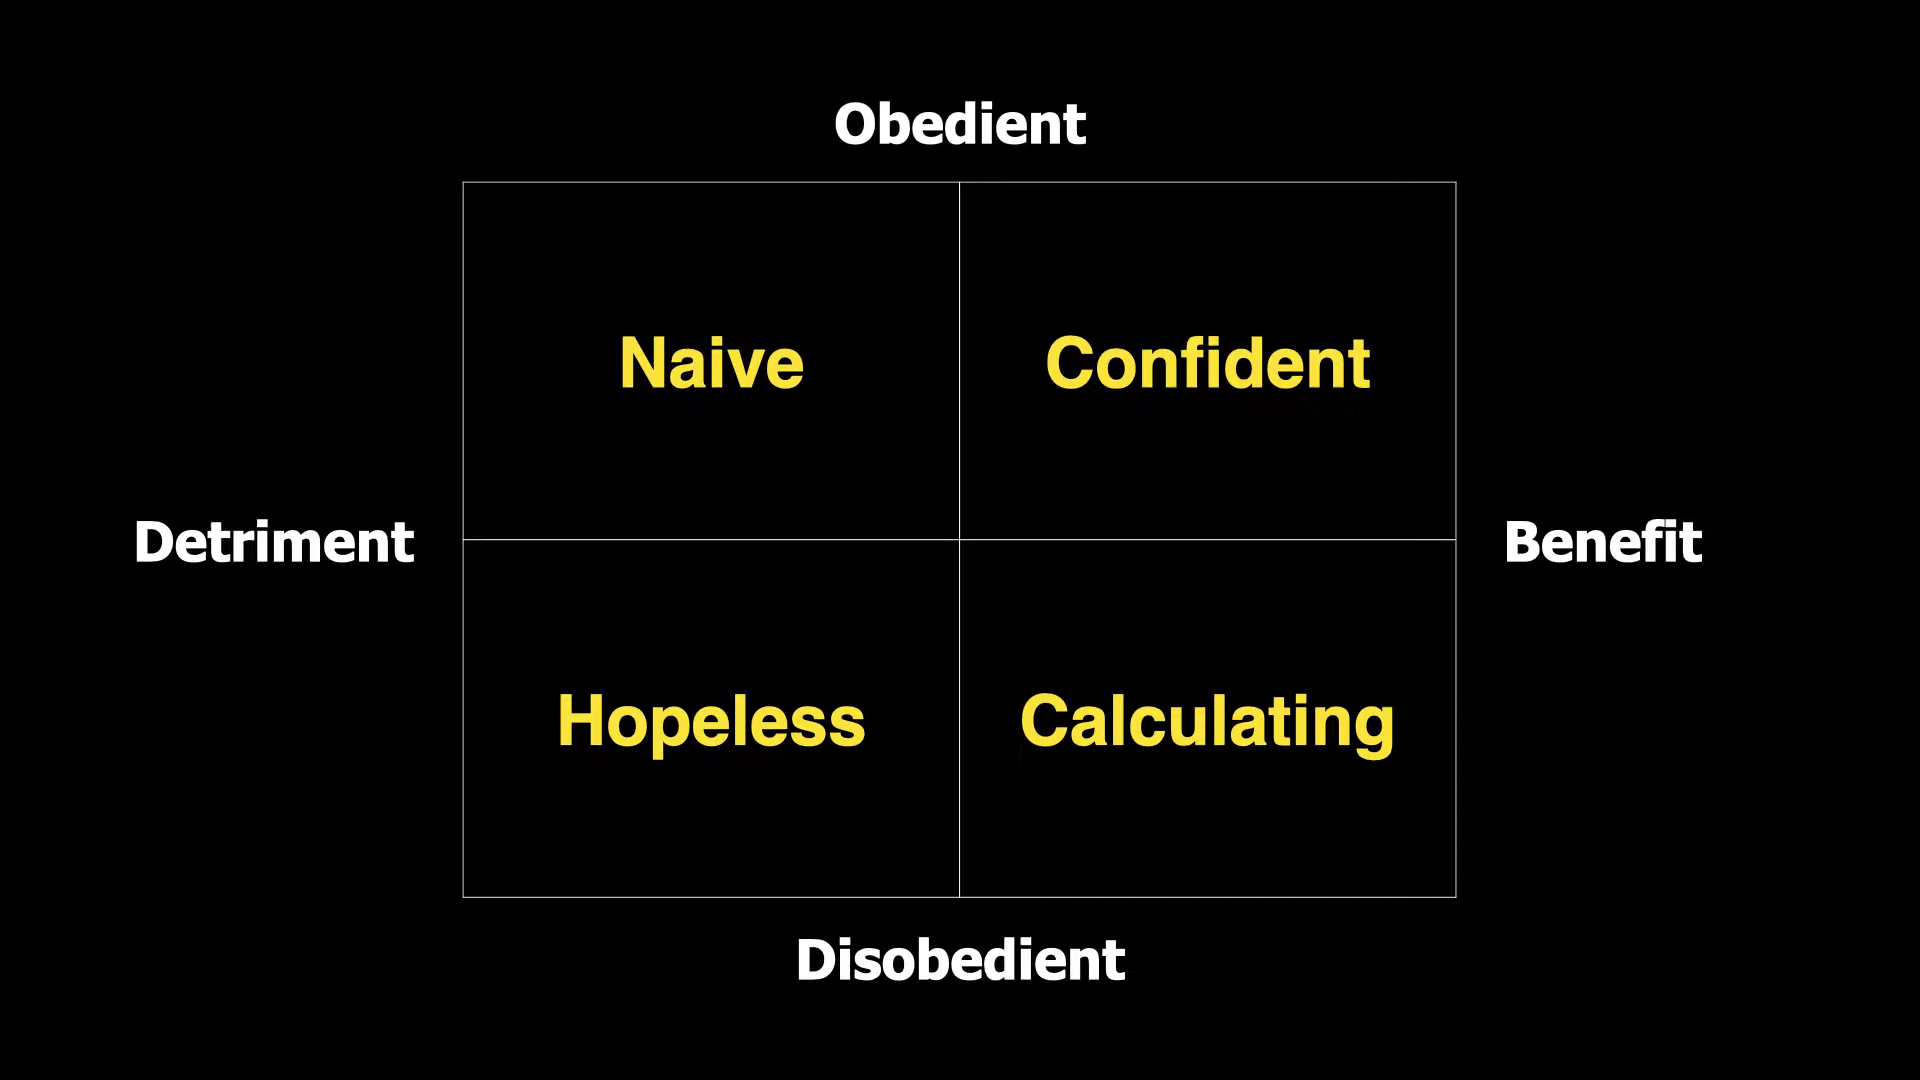 Obedient
Naive
Confident
Detriment
Benefit
Hopeless
Calculating
Disobedient